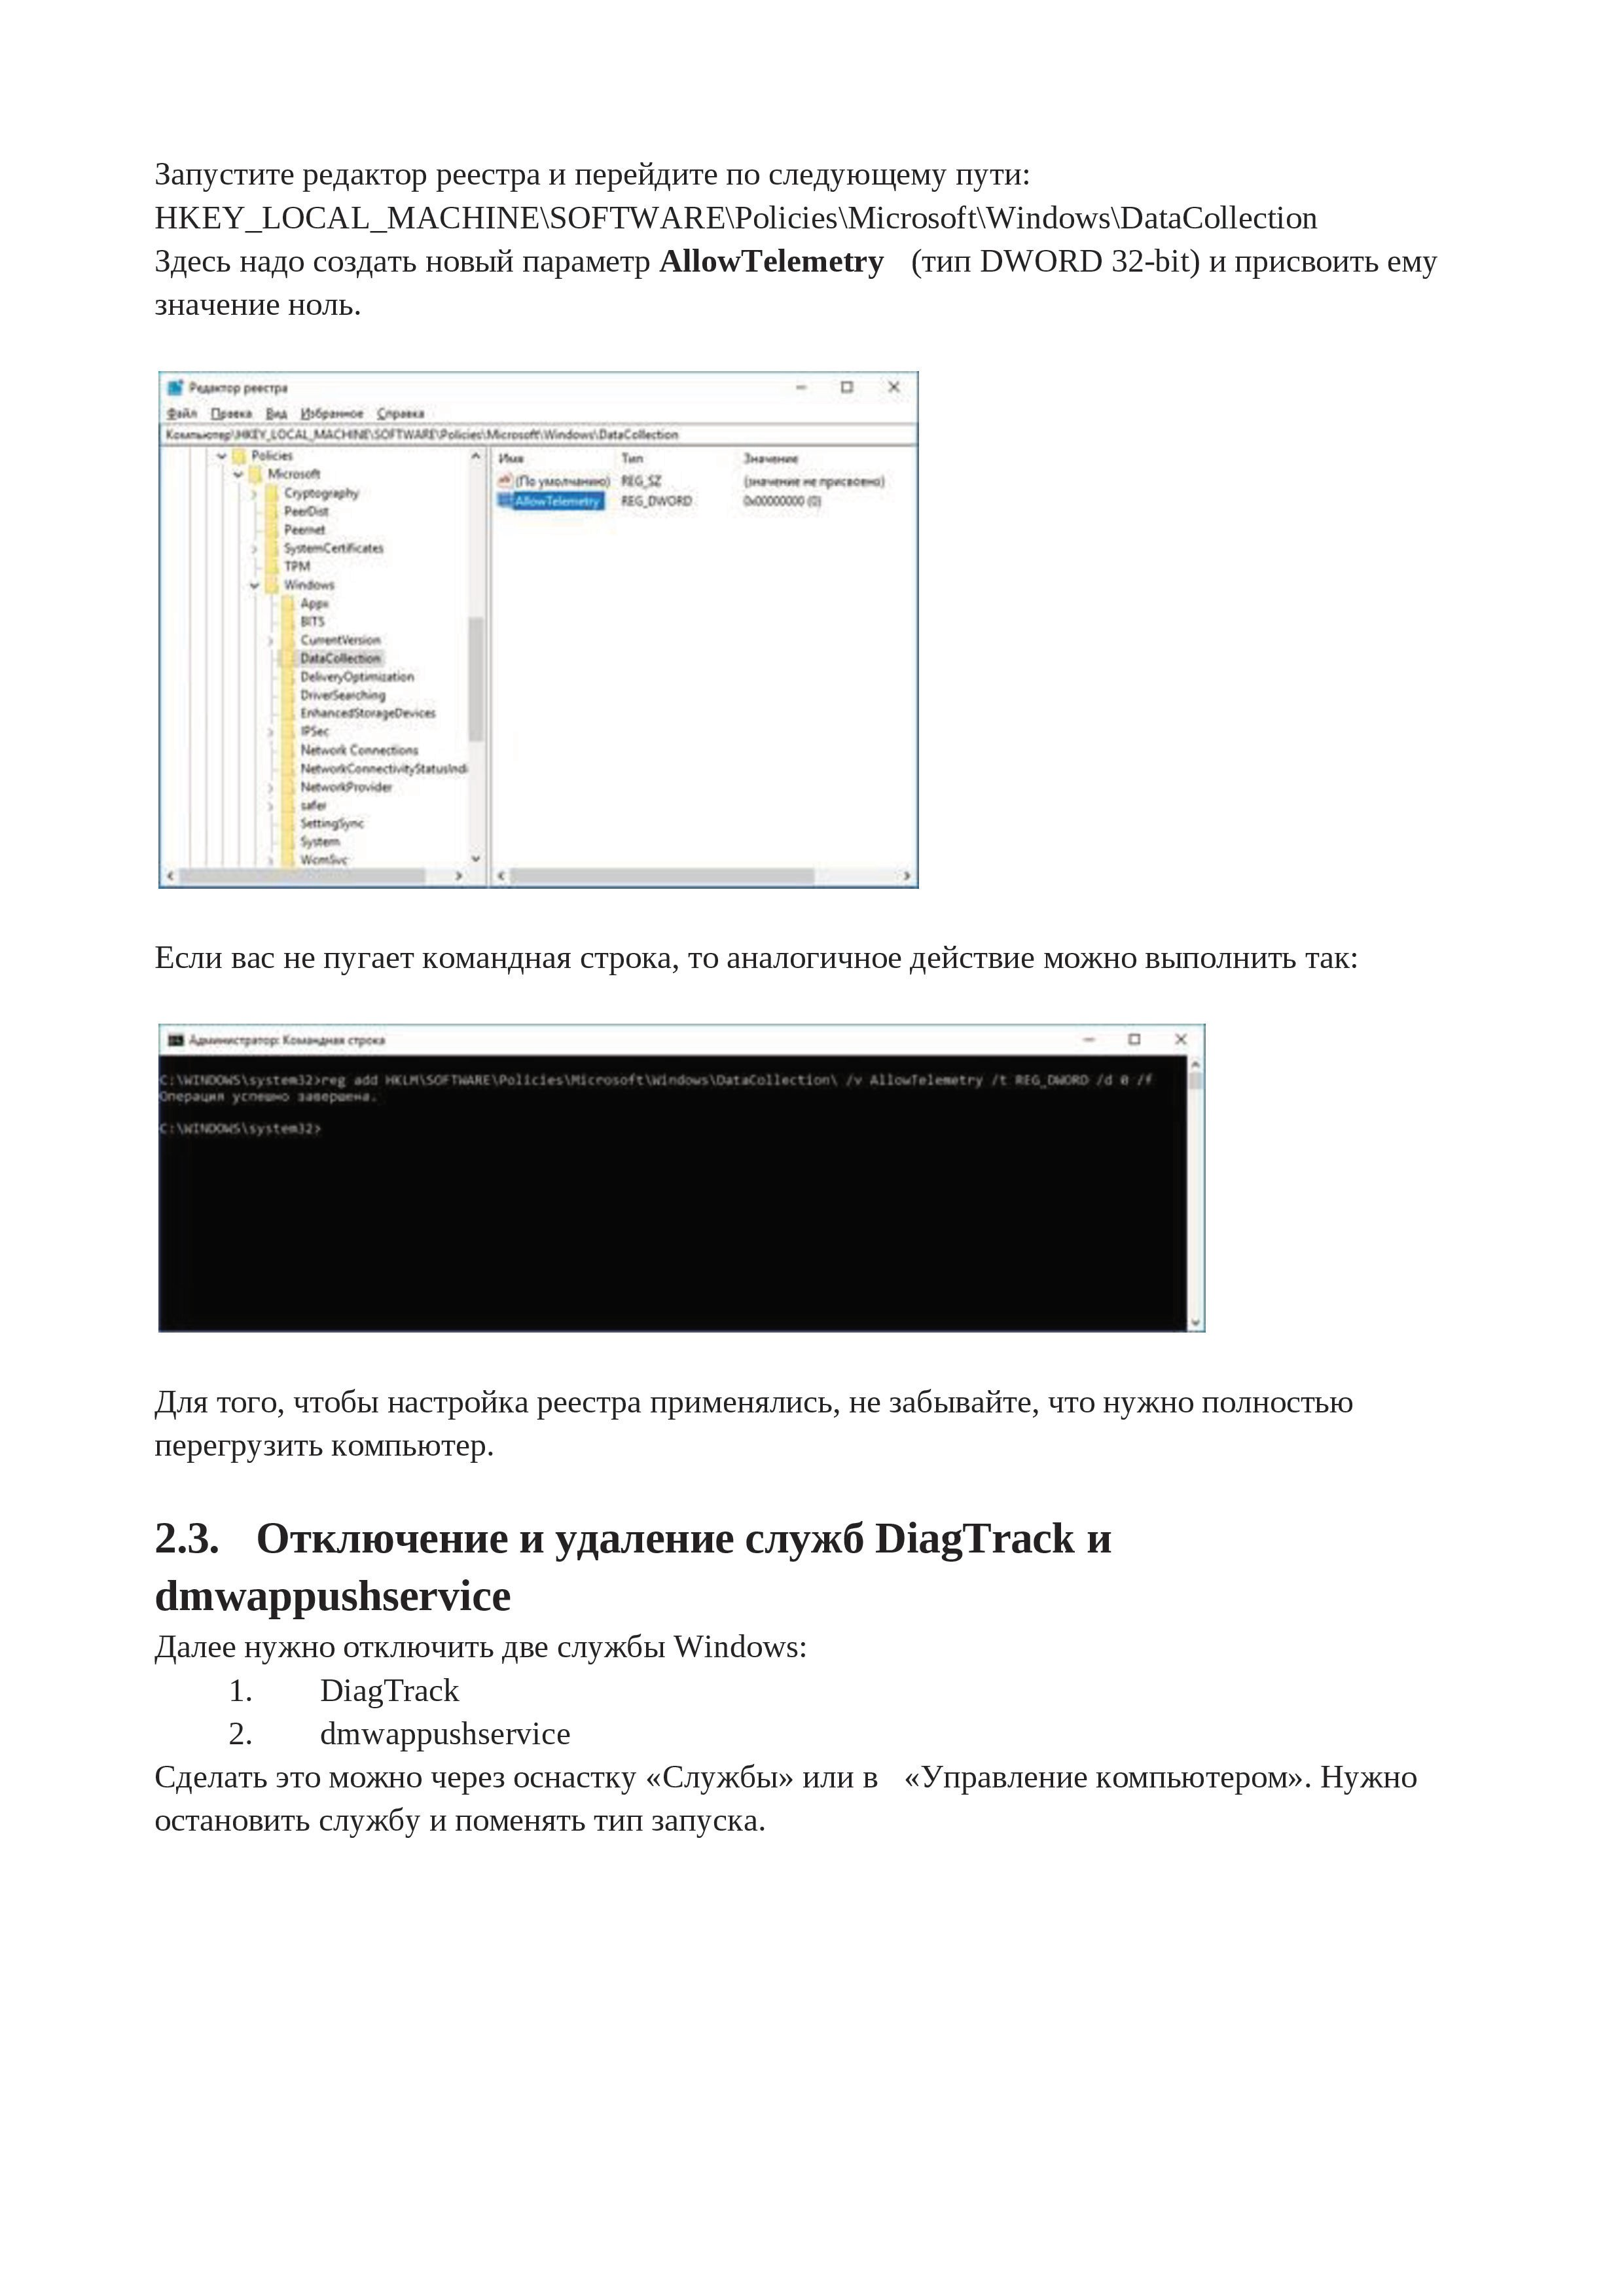 Запустите редактор реестра и перейдите по следующему пути:
HKEY_LOCAL_MACHINE\SOFTWARE\Policies\Microsoft\Windows\DataCollection
Здесь надо создать новый параметр AllowTelemetry (тип DWORD 32-bit) и присвоить ему
значение ноль.
Редактор реестра
Файл Правка Вид Избранное Справка
Компьютер\HKEY_LOCAL_MACHINE\SOFTWARE\Policies\Microsoft\Windows\DataCollection
Policies
Microsoft
Cryptography
PeerDist
Peernet
SystemCertificates
TPM
Windows
Appx
BITS
CurrentVersion
DataCollection
DeliveryOptimization
DriverSearching
EnhancedStorageDevices
IPSec
Network Connections
NetworkConnectivityStatusIndi
NetworkProvider
safer
SettingSync
System
WcmSvc
Имя Тип Значение
(По умолчанию) REG_SZ (значение не присвоено)
AllowTelemetry REG_DWORD 0x00000000 (0)
Если вас не пугает командная строка, то аналогичное действие можно выполнить так:
Администратор: Командная строка
C:\WINDOWS\system32>reg add HKLM\SOFTWARE\Policies\Microsoft\Windows\DataCollection\ /v AllowTelemetry /t REG_DWORD /d 0 /f
Операция успешно завершена.
C:\WINDOWS\system32>
Для того, чтобы настройка реестра применялись, не забывайте, что нужно полностью
перегрузить компьютер.
2.3. Отключение и удаление служб DiagTrack и
dmwappushservice
Далее нужно отключить две службы Windows:
1. DiagTrack
2. dmwappushservice
Сделать это можно через оснастку «Службы» или в «Управление компьютером». Нужно
остановить службу и поменять тип запуска.